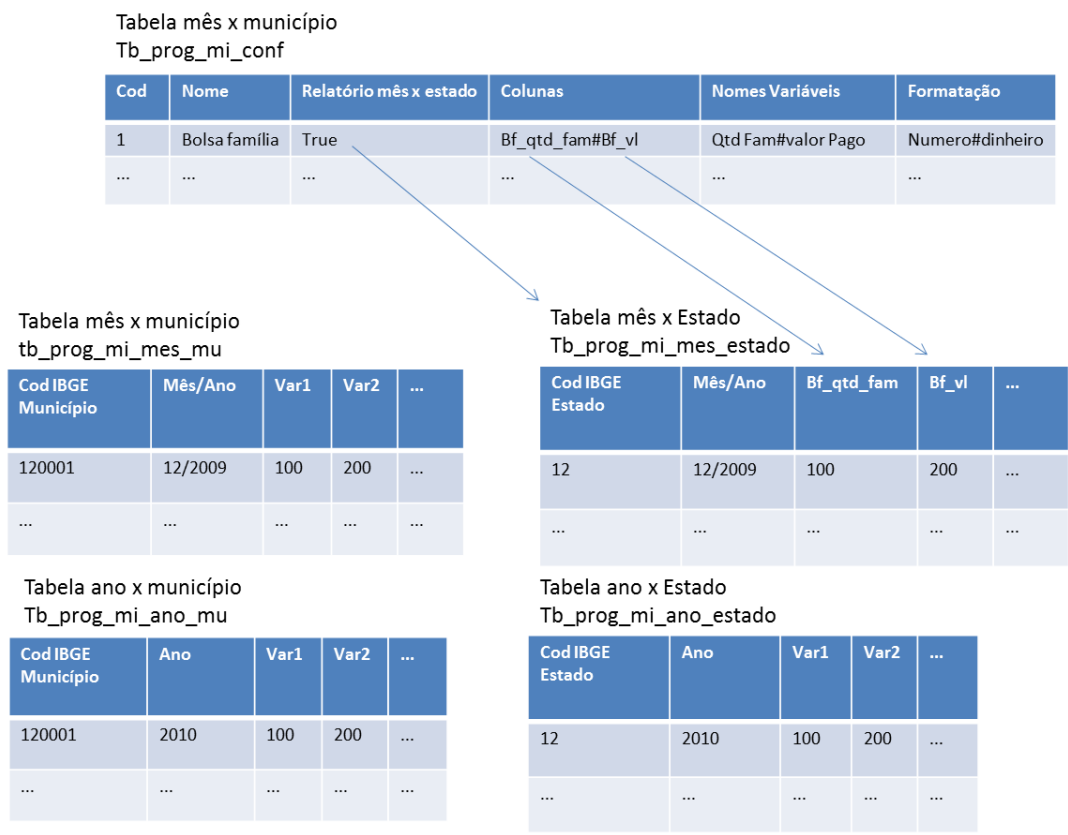 Tabela mês x município
Tb_prog_mi_conf
Cod Nome Relatório mês x estado Colunas Nomes Variáveis Formatação
1 Bolsa família True Bf_qtd_fam#Bf_vl Qtd Fam#valor Pago Numero#dinheiro
... ... ... ... ... ...
Tabela mês x município
tb_prog_mi_mes_mu
Cod IBGE Mês/Ano Var1 Var2 ...
Município
120001 12/2009 100 200 ...
... ... ... ... ...
Tabela mês x Estado
Tb_prog_mi_mes_estado
Cod IBGE Mês/Ano Bf_qtd_fam Bf_vl ...
Estado
12 12/2009 100 200 ...
... ... ... ... ...
Tabela ano x município
Tb_prog_mi_ano_mu
Cod IBGE Ano Var1 Var2 ...
Município
120001 2010 100 200 ...
... ... ... ... ...
Tabela ano x Estado
Tb_prog_mi_ano_estado
Cod IBGE Ano Var1 Var2 ...
Estado
12 2010 100 200 ...
... ... ... ... ...